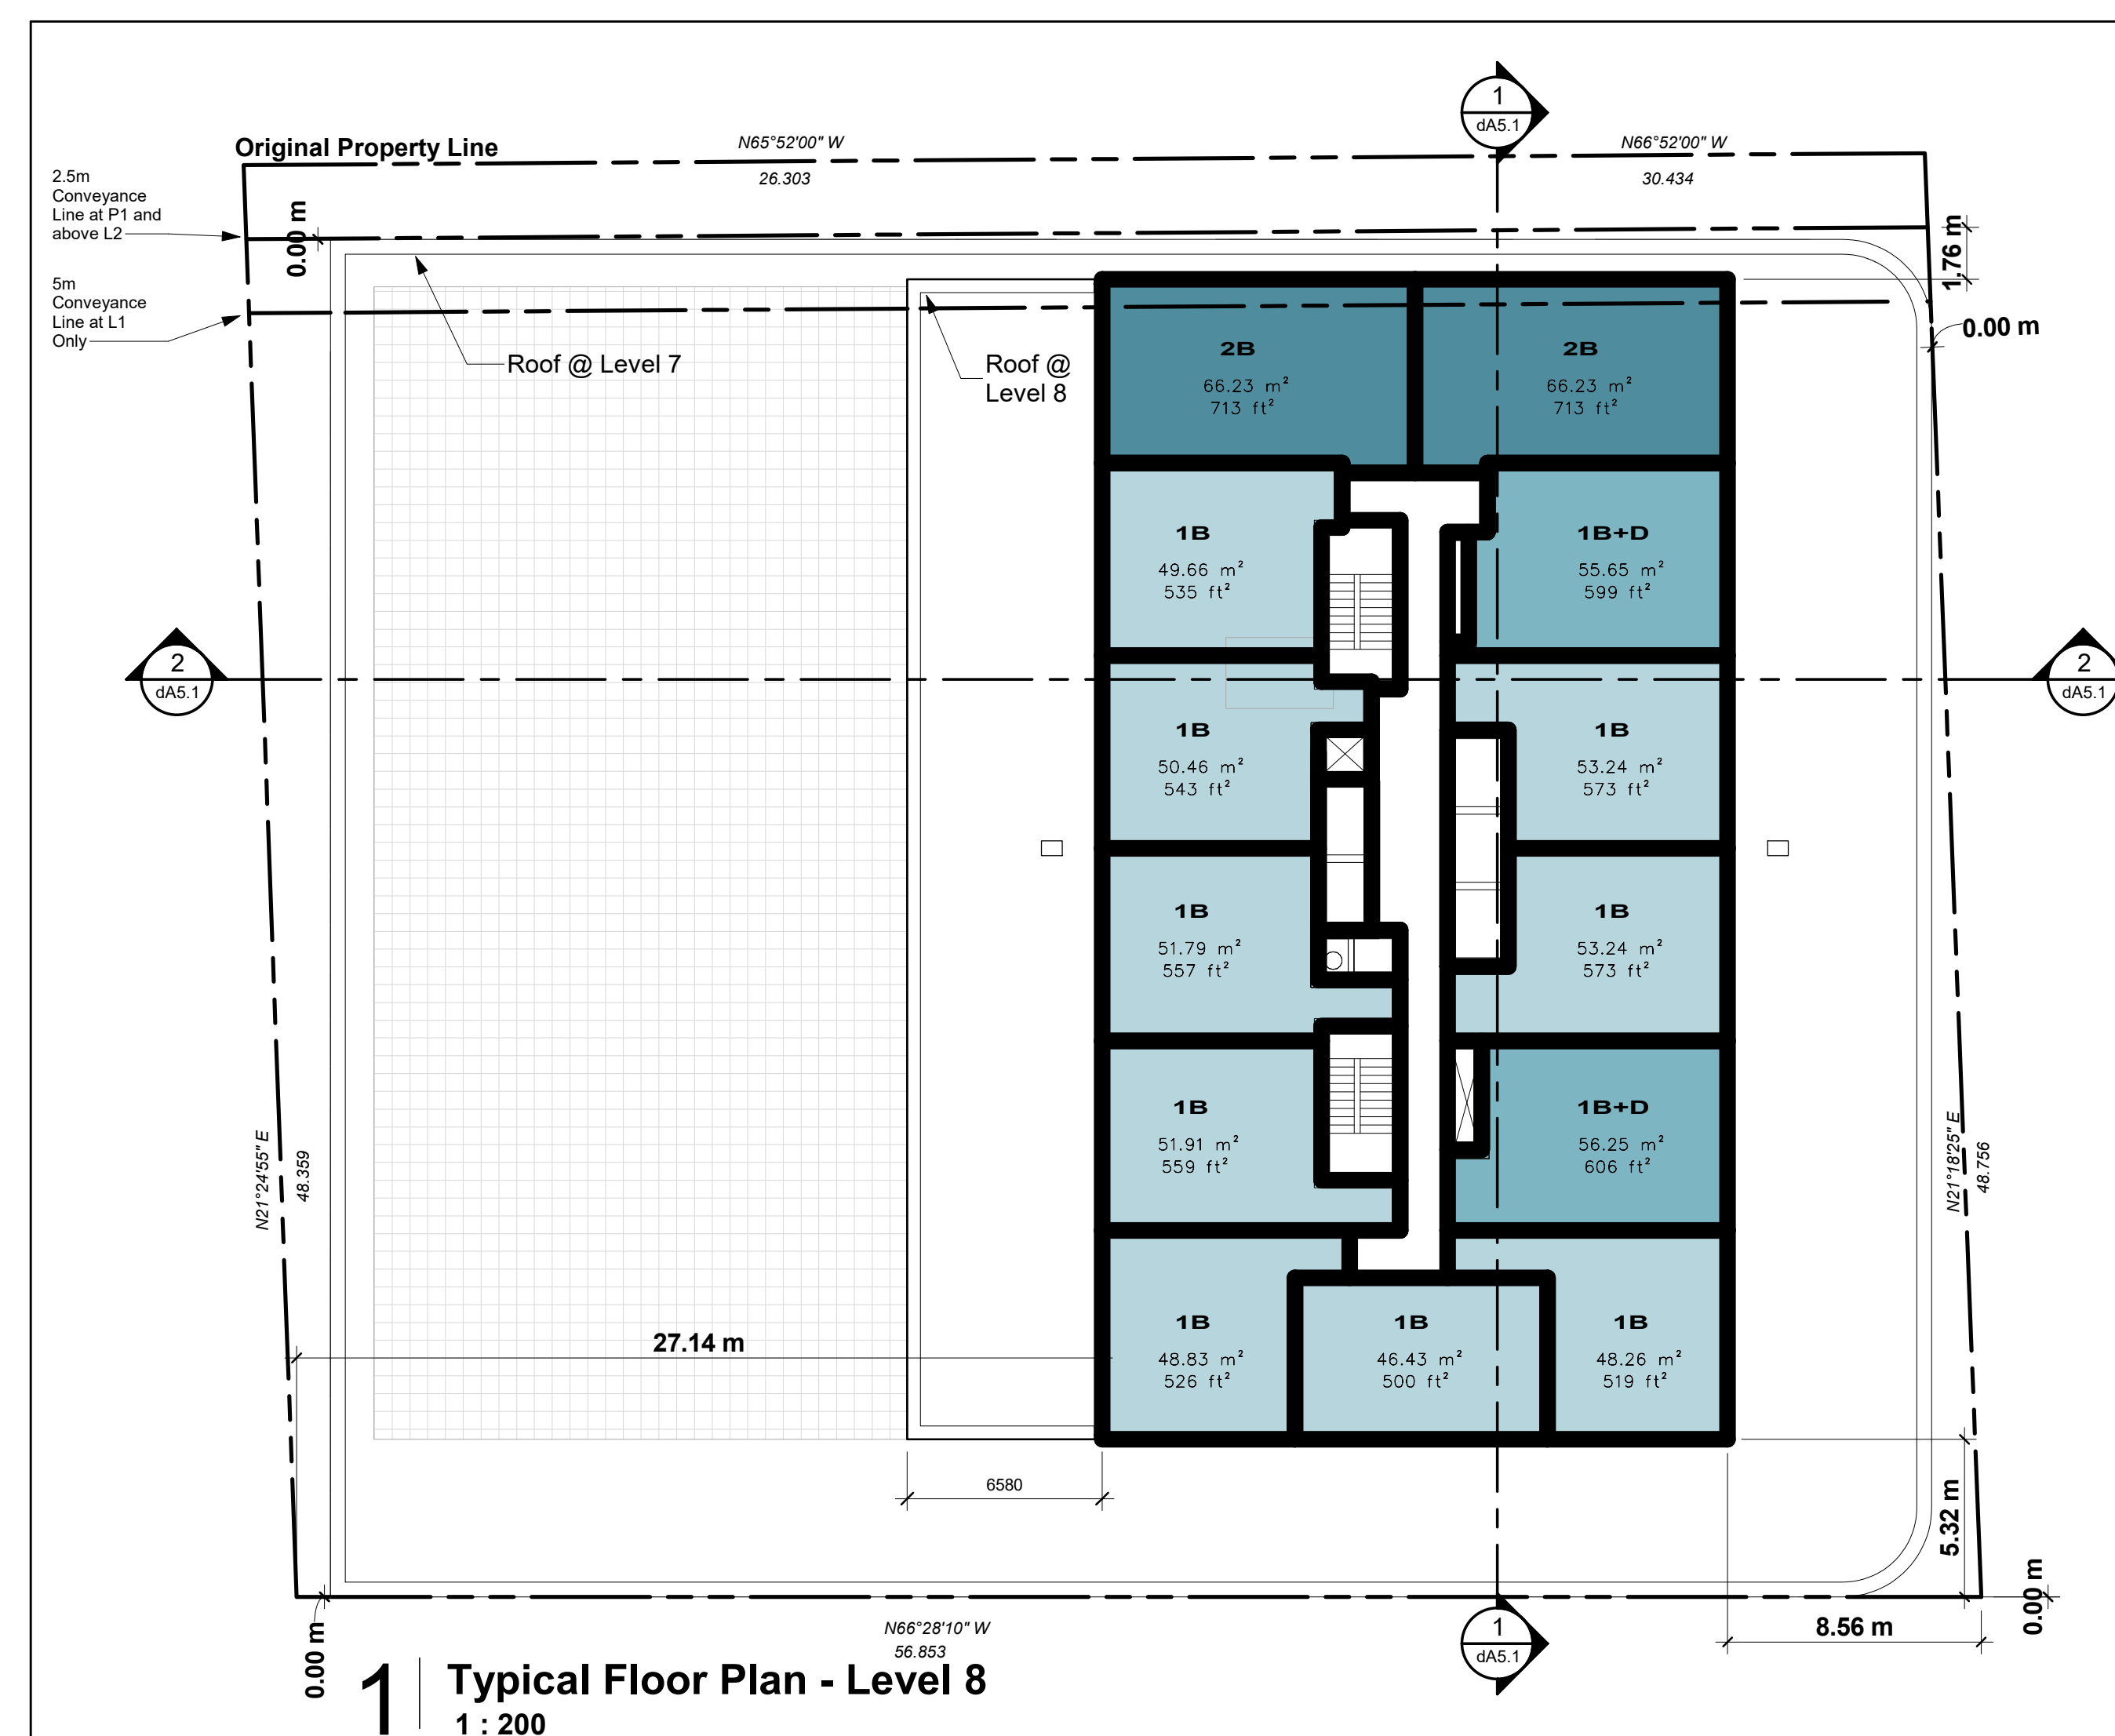 1
dA5.1
Original Property Line
N65°52'00" W
N66°52'00" W
26.303
30.434
2.5m
Conveyance
Line at P1 and
above L2
0.00 m
1.76 m
5m
Conveyance
Line at L1
Only
0.00 m
Roof @ Level 7
Roof @
Level 8
2B
66.23 m²
713 ft²
2B
66.23 m²
713 ft²
1B
49.66 m²
535 ft²
1B+D
55.65 m²
599 ft²
2
dA5.1
2
dA5.1
1B
50.46 m²
543 ft²
1B
53.24 m²
573 ft²
1B
51.79 m²
557 ft²
1B
53.24 m²
573 ft²
1B
51.91 m²
559 ft²
1B+D
56.25 m²
606 ft²
N21°24'55" E
48.359
N21°18'25" E
48.756
1B
48.83 m²
526 ft²
1B
46.43 m²
500 ft²
1B
48.26 m²
519 ft²
27.14 m
6580
5.32 m
0.00 m
0.00 m
8.56 m
N66°28'10" W
56.853
1
dA5.1
1
Typical Floor Plan - Level 8
1 : 200